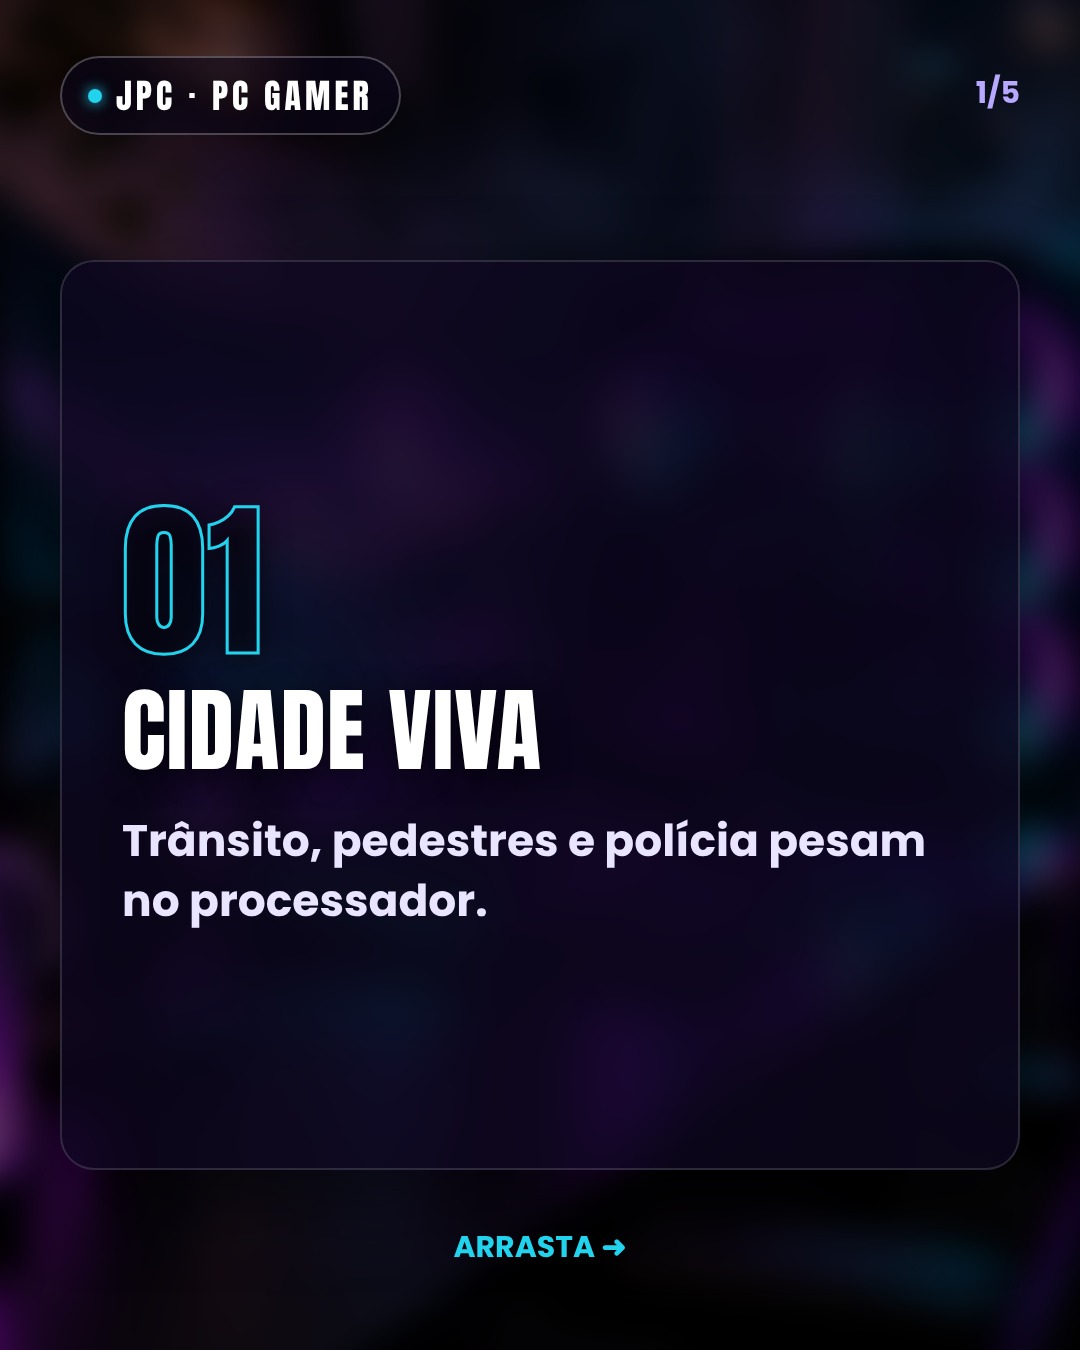 JPC · PC GAMER
1/5
01
CIDADE VIVA
Trânsito, pedestres e polícia pesam
no processador.
ARRASTA ➜